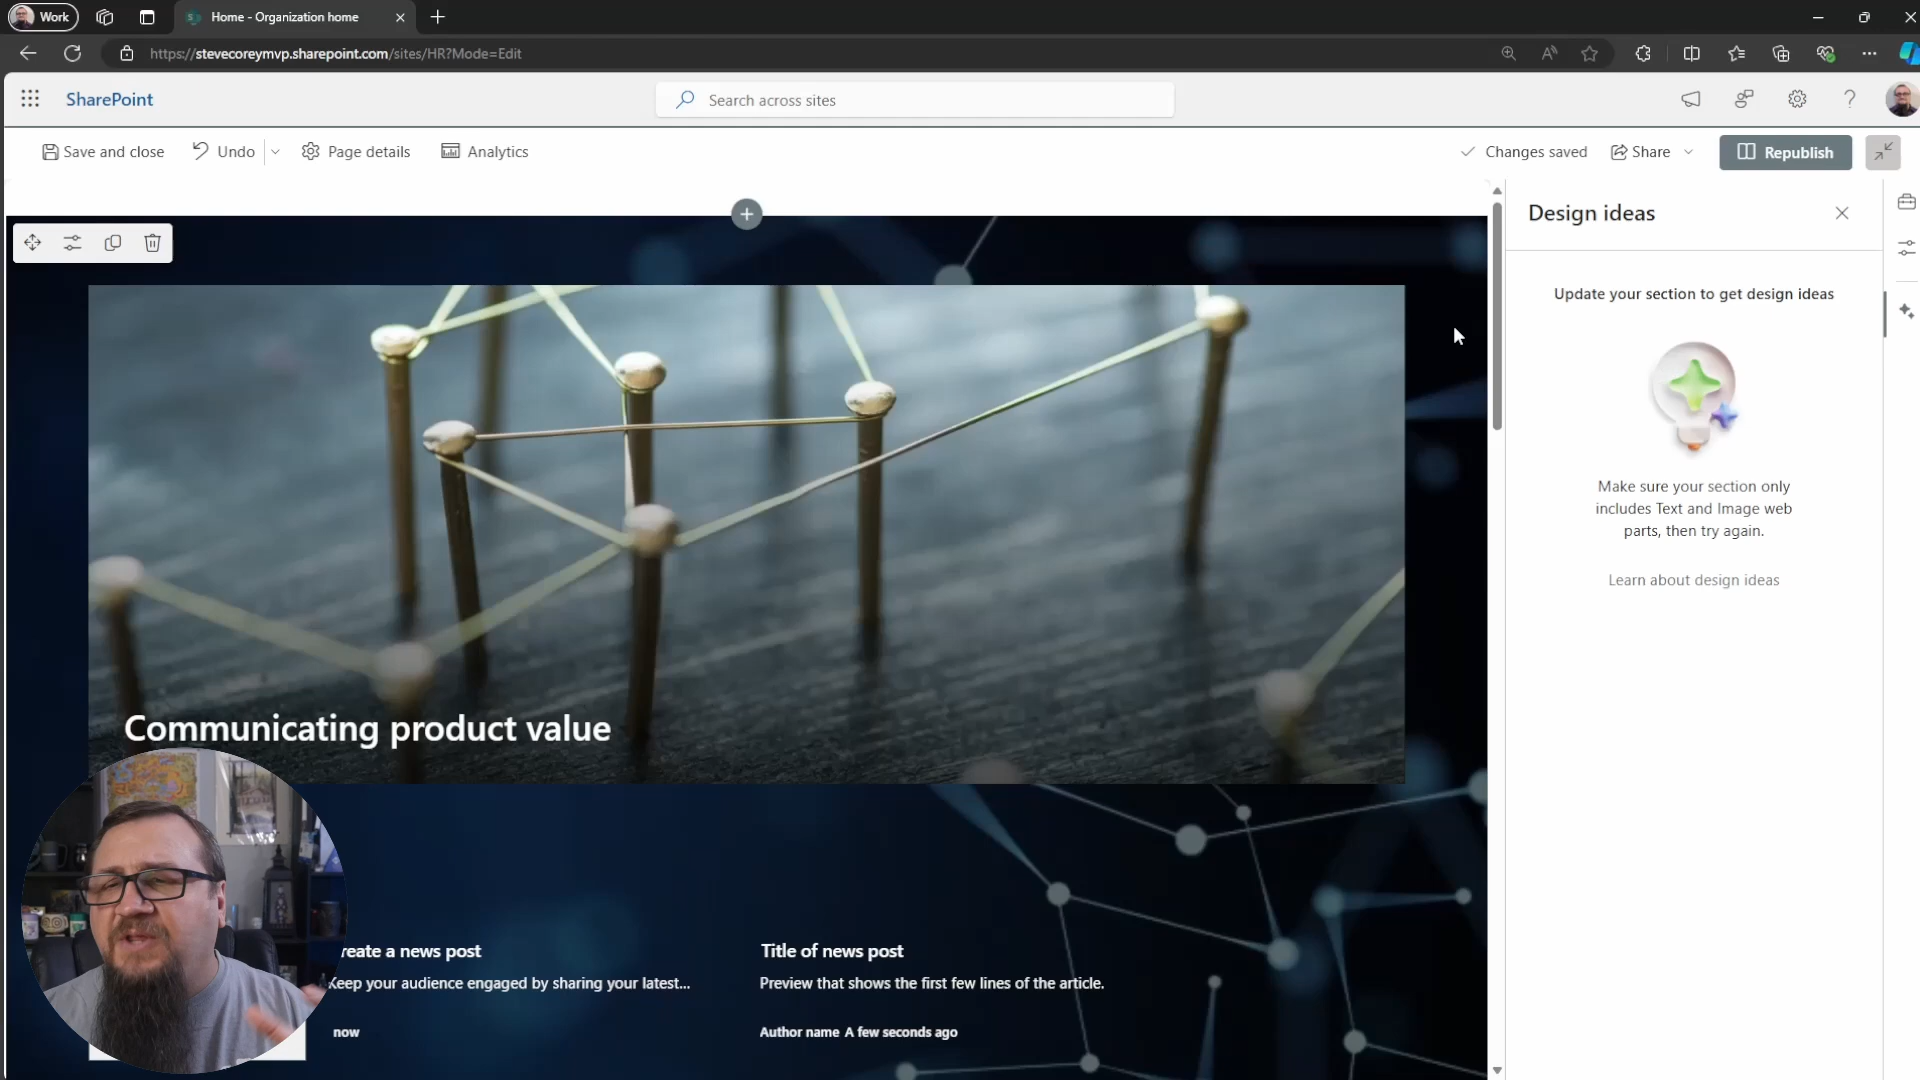 Work
Home - Organization home
https://stevecoreymvp.sharepoint.com/sites/HR?Mode=Edit
SharePoint
Search across sites
Save and close
Undo
Page details
Analytics
Changes saved
Share
Republish
Design ideas
Update your section to get design ideas
Make sure your section only
includes Text and Image web
parts, then try again.
Learn about design ideas
Communicating product value
reate a news post
Keep your audience engaged by sharing your latest...
now
Title of news post
Preview that shows the first few lines of the article.
Author name A few seconds ago